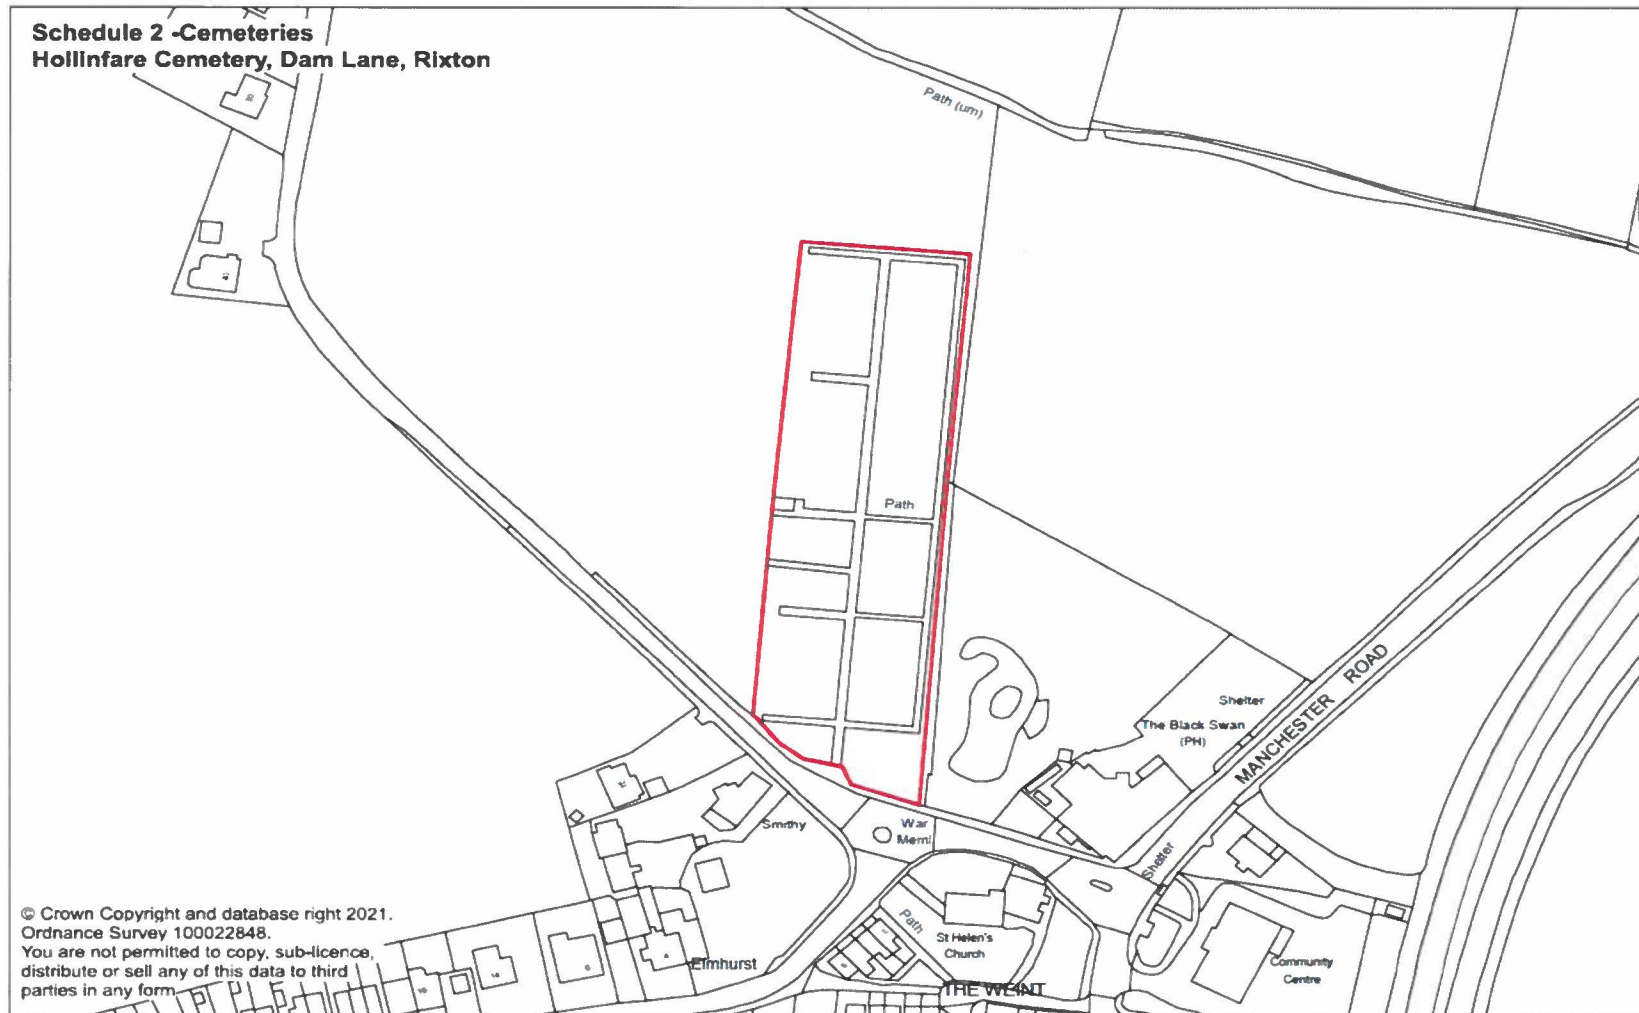 Schedule 2 -Cemeteries
Hollinfare Cemetery, Dam Lane, Rixton
Path (um)
Path
Shelter
The Black Swan
(PH)
MANCHESTER ROAD
Smithy
War
Meml
Shelter
Path
St Helen's
Church
Elmhurst
THE WEINT
Community
Centre
© Crown Copyright and database right 2021.
Ordnance Survey 100022848.
You are not permitted to copy, sub-licence,
distribute or sell any of this data to third
parties in any form